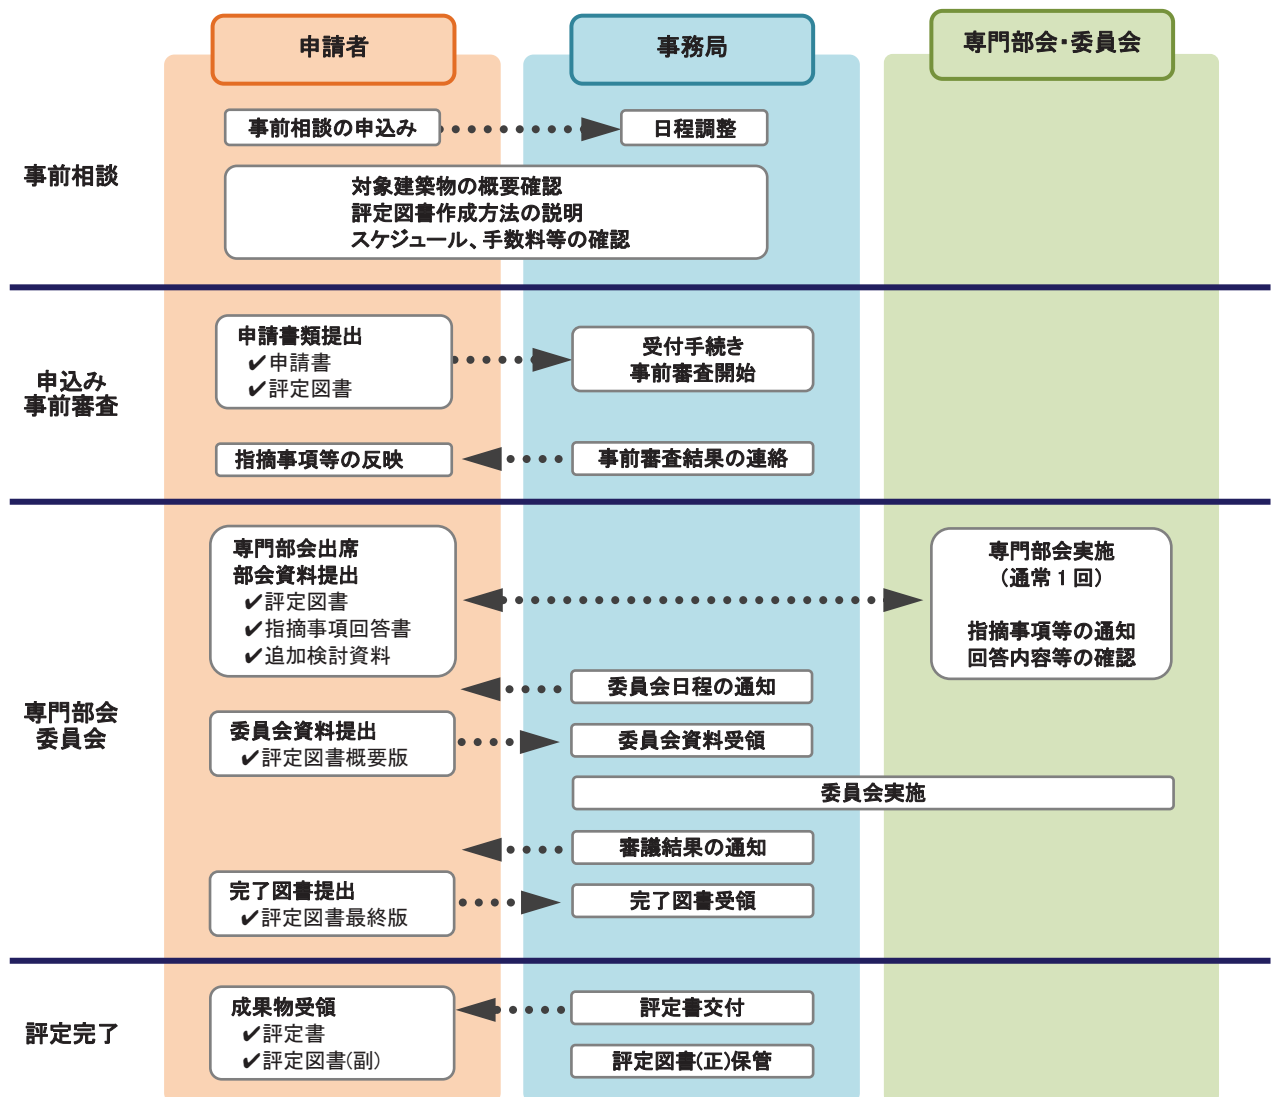 申請者
事務局
専門部会・委員会
事前相談
事前相談の申込み
日程調整
対象建築物の概要確認
評定図書作成方法の説明
スケジュール、手数料等の確認
申込み
事前審査
申請書類提出
✔申請書
✔評定図書
受付手続き
事前審査開始
指摘事項等の反映
事前審査結果の連絡
専門部会
委員会
専門部会出席
部会資料提出
✔評定図書
✔指摘事項回答書
✔追加検討資料
専門部会実施
（通常１回）
指摘事項等の通知
回答内容等の確認
委員会日程の通知
委員会資料提出
✔評定図書概要版
委員会資料受領
委員会実施
審議結果の通知
完了図書提出
✔評定図書最終版
完了図書受領
評定完了
成果物受領
✔評定書
✔評定図書(副)
評定書交付
評定図書(正)保管